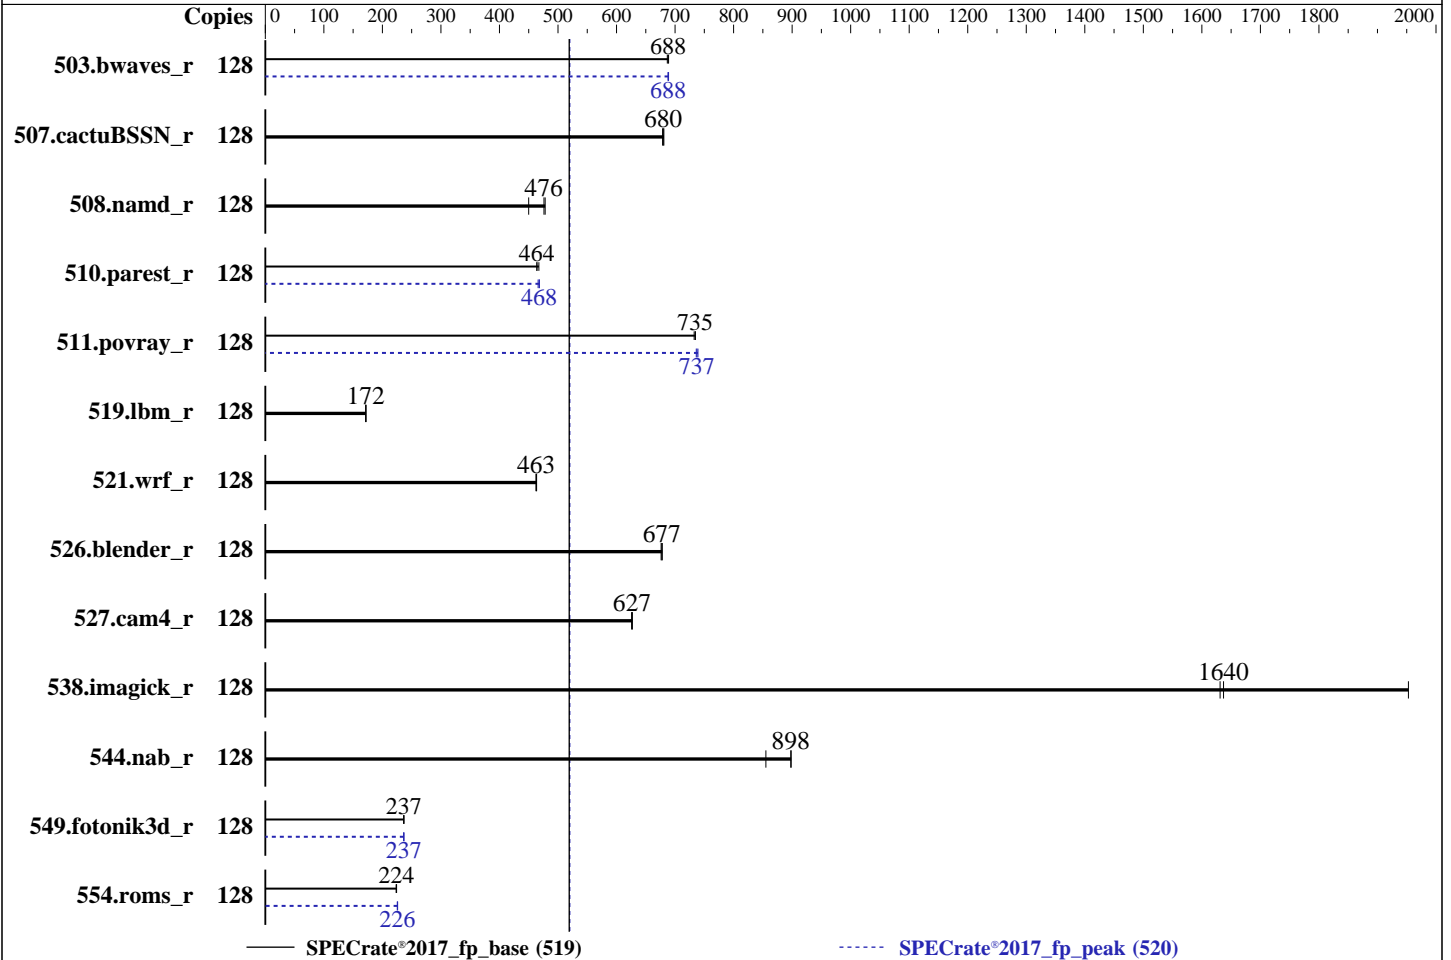 Copies 0 100 200 300 400 500 600 700 800 900 1000 1100 1200 1300 1400 1500 1600 1700 1800 2000
688
503.bwaves_r 128
688
680
507.cactuBSSN_r 128
476
508.namd_r 128
464
510.parest_r 128
468
735
511.povray_r 128
737
172
519.lbm_r 128
463
521.wrf_r 128
677
526.blender_r 128
627
527.cam4_r 128
1640
538.imagick_r 128
898
544.nab_r 128
237
549.fotonik3d_r 128
237
224
554.roms_r 128
226
SPECrate®2017_fp_base (519) SPECrate®2017_fp_peak (520)